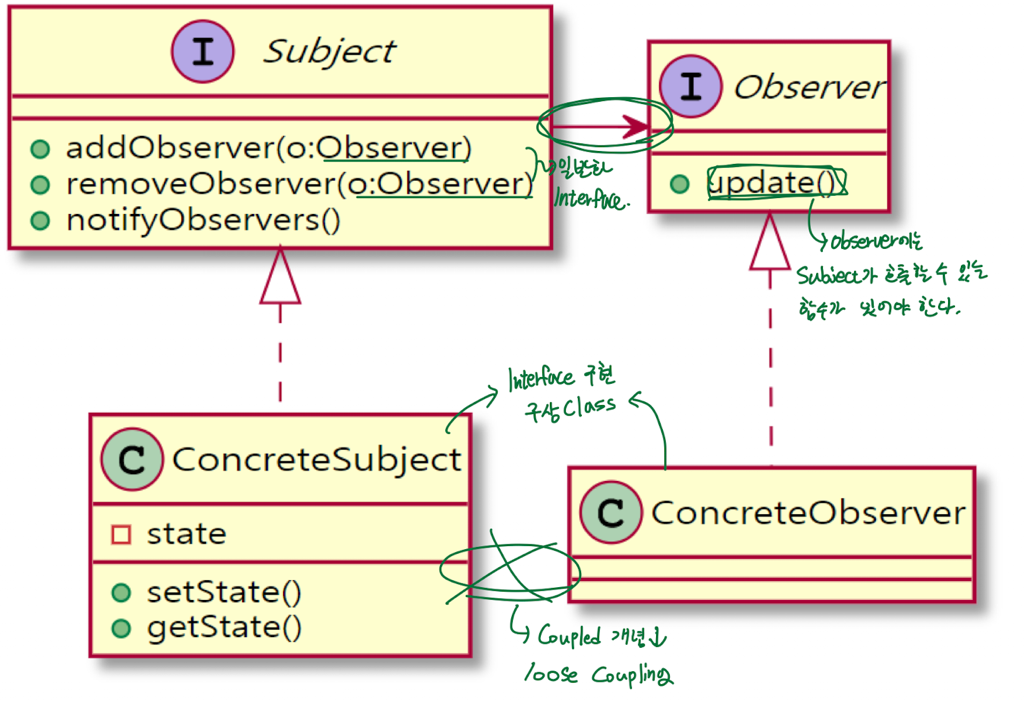 I Subject
addObserver(o:Observer)
removeObserver(o:Observer)
notifyObservers()
일반화
Interface.
I Observer
update()
observer에는
Subject가 호출할 수 있는
함수가 있어야 한다.
Interface 구현
구상 Class
C ConcreteSubject
state
setState()
getState()
C ConcreteObserver
Coupled 개념↓
loose Coupling